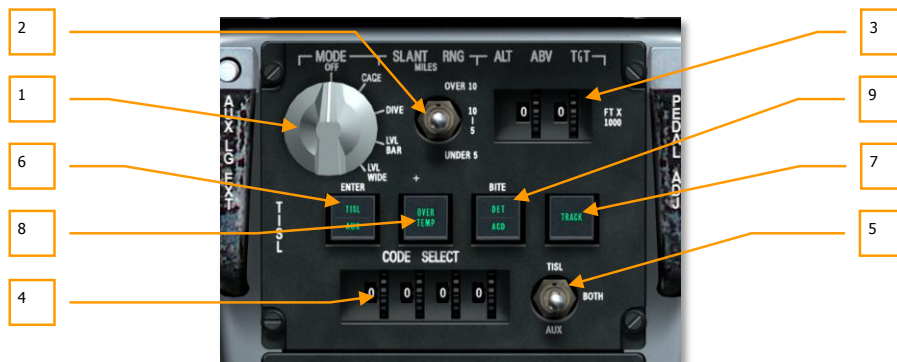 2
3
1
9
6
7
8
5
4
MODE
SLANT RNG
ALT ABV TGT
OFF
MILES
CAGE
OVER 10
DIVE
10
|
5
0 0
FT X
1000
LVL
BAR
UNDER 5
LVL
WIDE
AUX LG EXT
PEDAL ADJ
ENTER
BITE
TISL
AUX
OVER
TEMP
DET
ACD
TRACK
TISL
CODE SELECT
0 0 0 0
TISL
BOTH
AUX